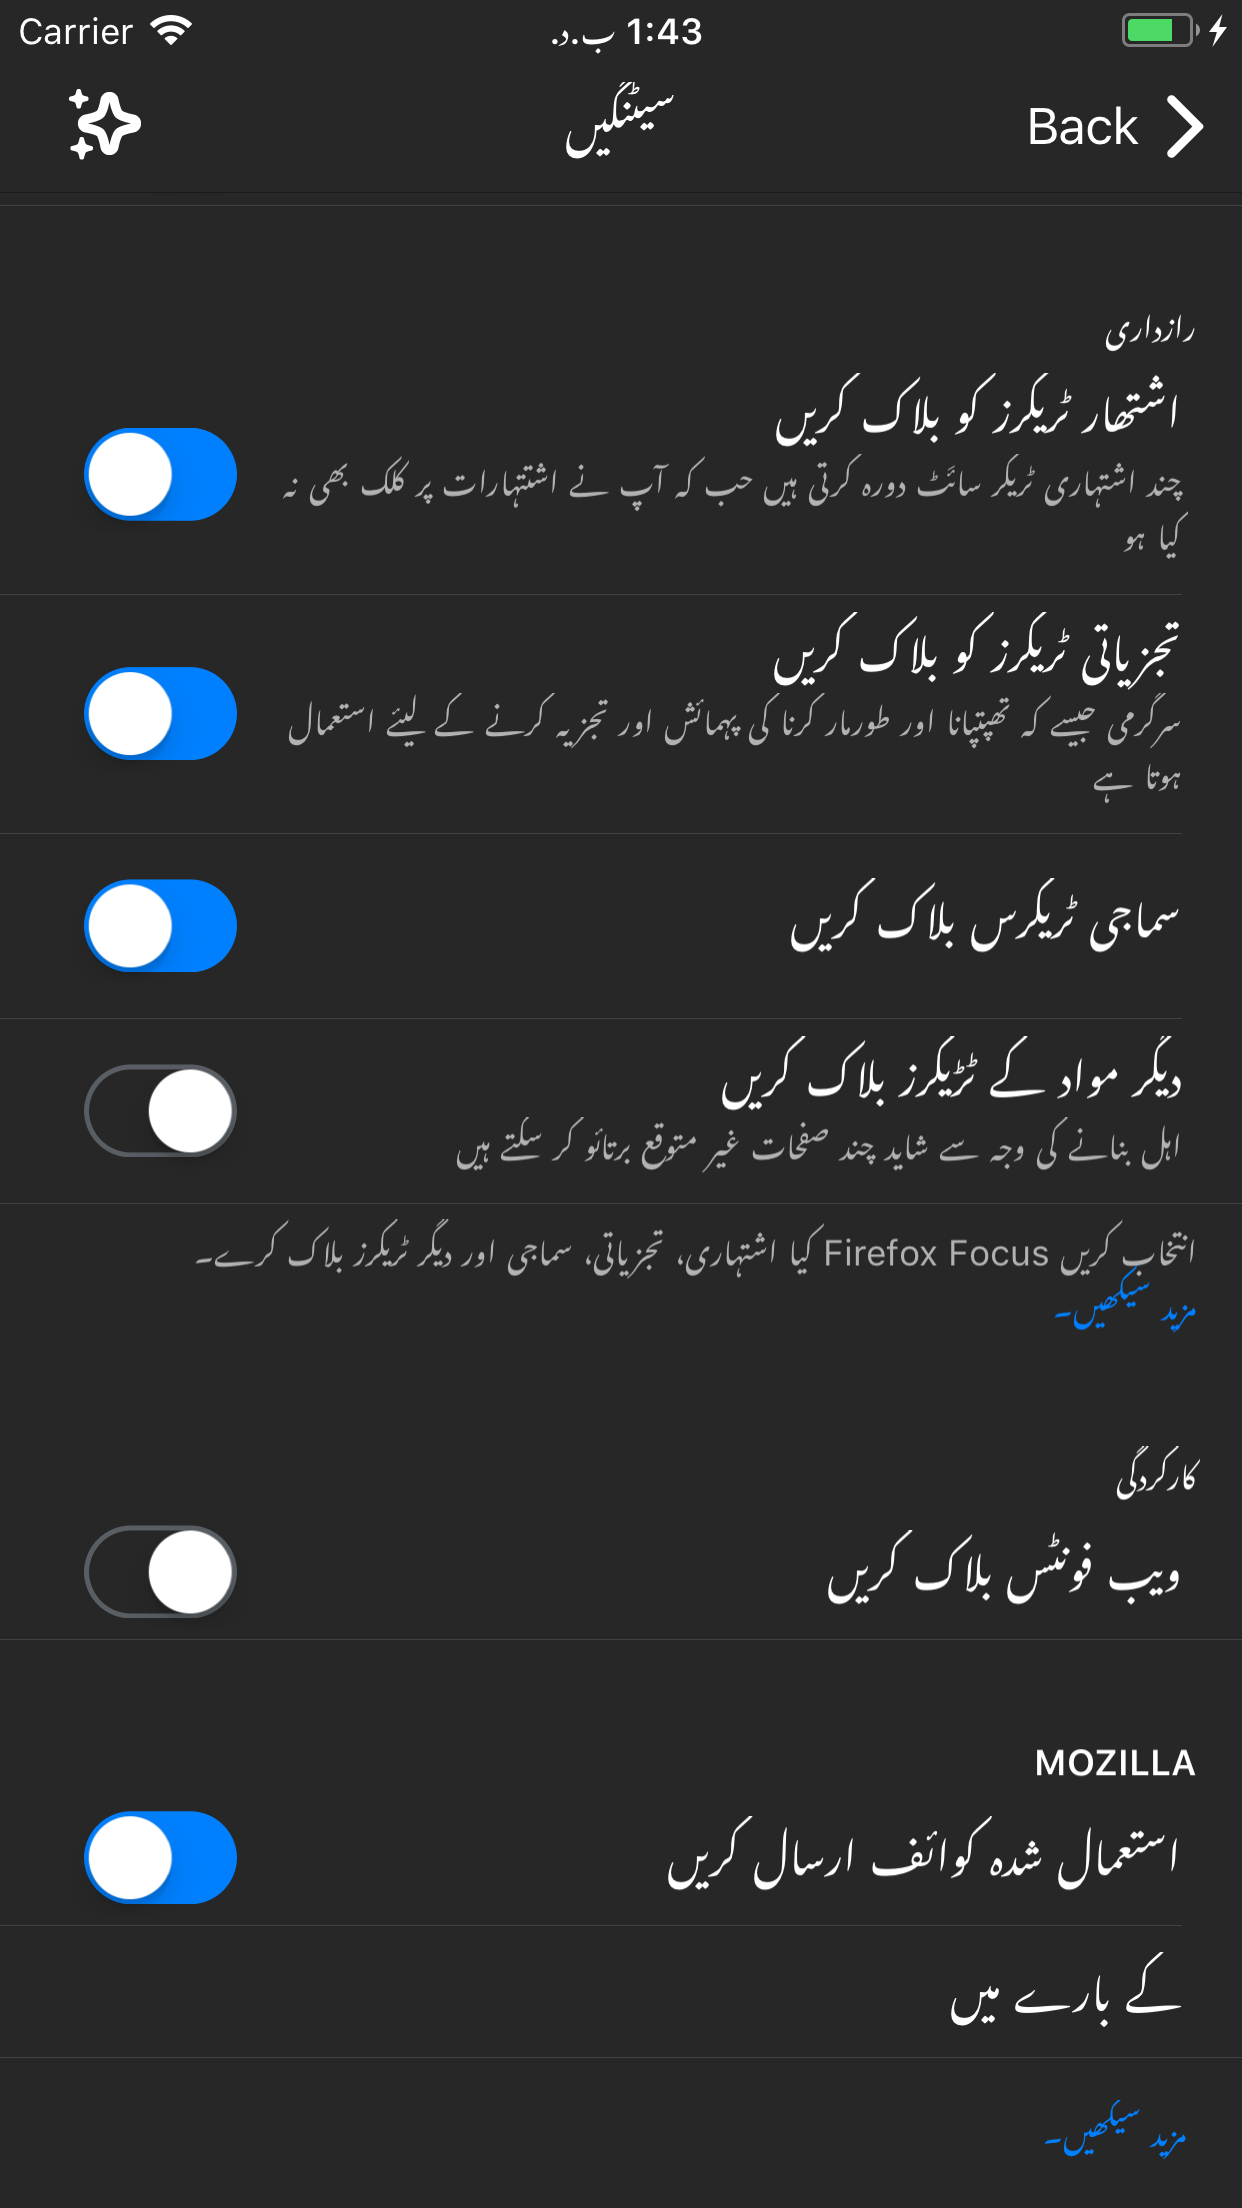 Carrier 1:43 ب.د.
سیٹنگیں
Back
رازداری
اشتھار ٹریکرز کو بلاک کریں
چند اشتہاری ٹریکر سائٹ دورہ کرتی ہیں حب کہ آپ نے اشتہارات پر کلک بھی نہ
کیا ہو
تجزیاتی ٹریکرز کو بلاک کریں
سرگرمی جیسے کہ تھپتپانا اور طورمار کرنا کی پہمائش اور تجزیہ کرنے کے لیئے استعمال
ہوتا ہے
سماجی ٹریکرس بلاک کریں
دیگر مواد کے ٹڑیکرز بلاک کریں
اہل بنانے کی وجہ سے شاید چند صفحات غیر متوقع برتائو کر سکتے ہیں
انتخاب کریں Firefox Focus کیا اشتہاری، تجزیاتی، سماجی اور دیگر ٹریکرز بلاک کرے۔
مزید سیکھیں۔
کارکردگی
ویب فونٹس بلاک کریں
MOZILLA
استعمال شدہ کوائف ارسال کریں
کے بارے میں
مزید سیکھیں۔